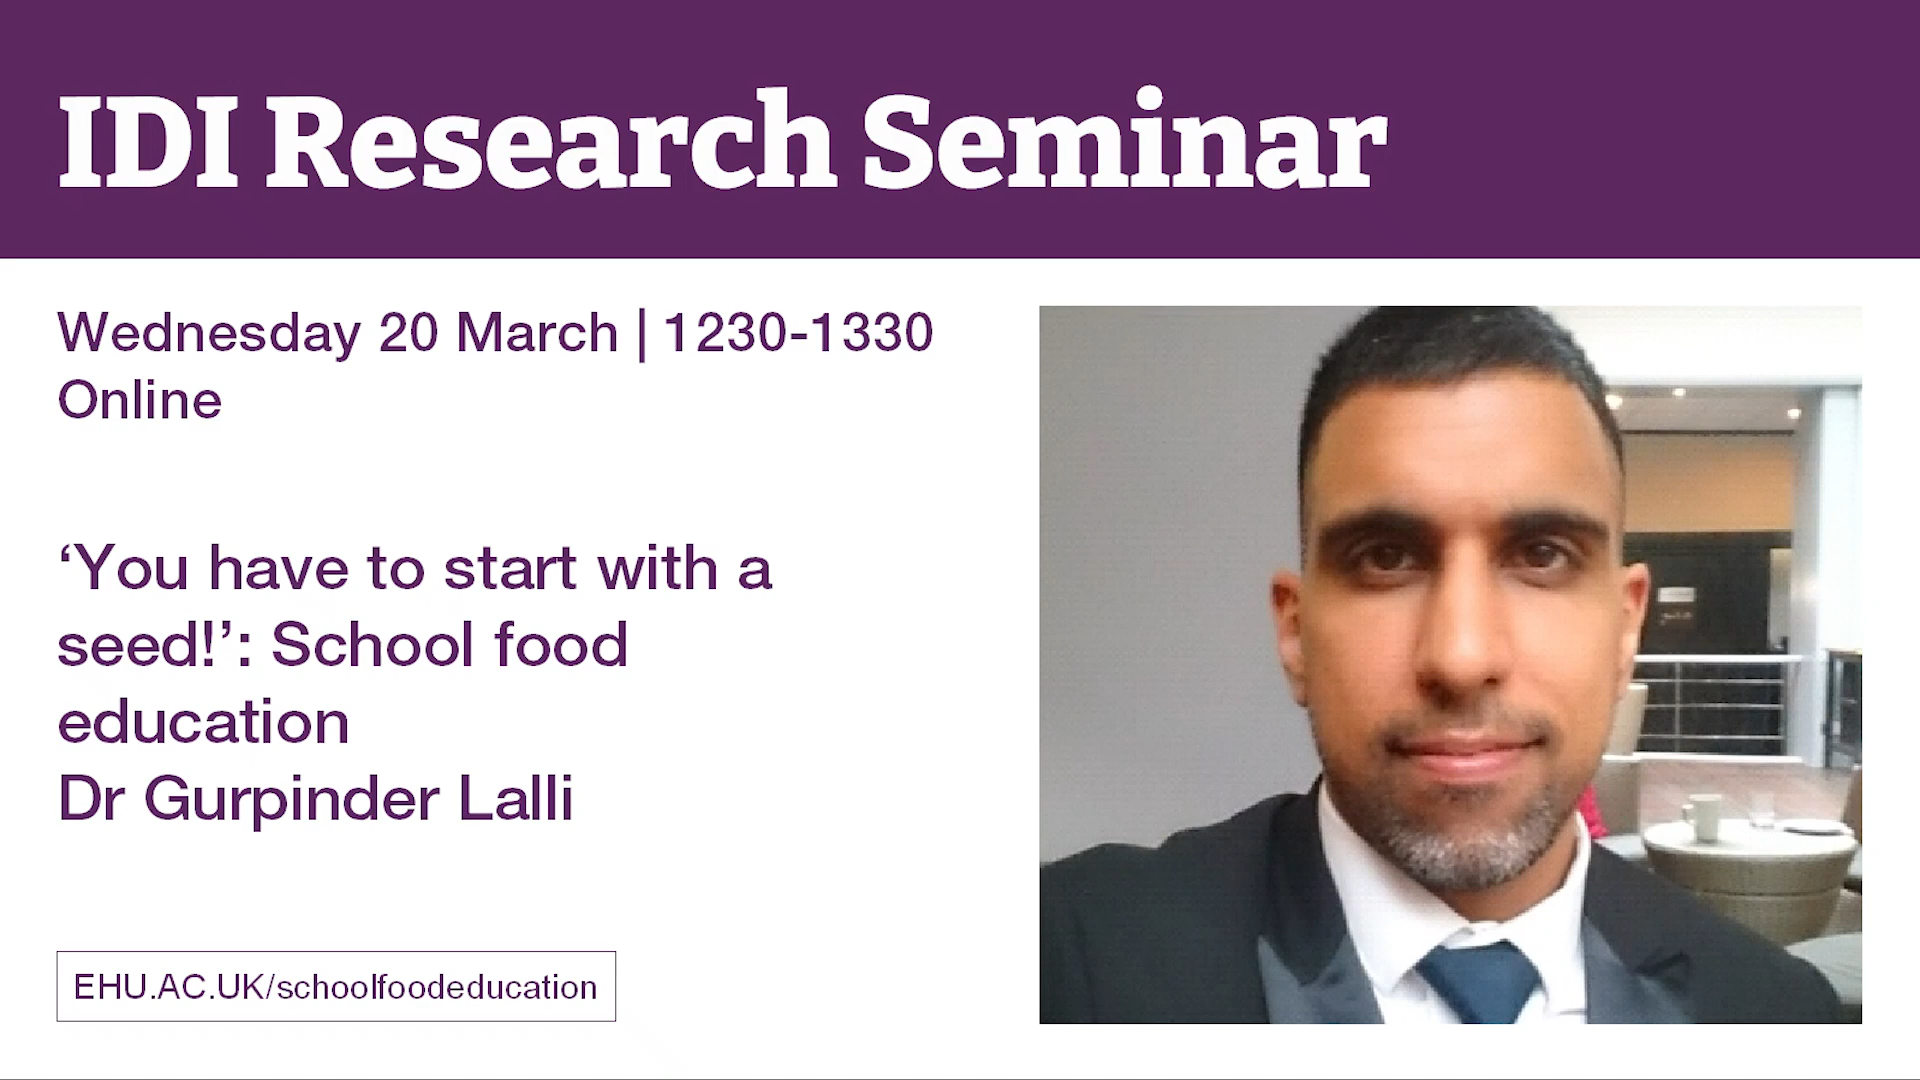 IDI Research Seminar
Wednesday 20 March | 1230-1330
Online
‘You have to start with a
seed!’: School food
education
Dr Gurpinder Lalli
EHU.AC.UK/schoolfoodeducation